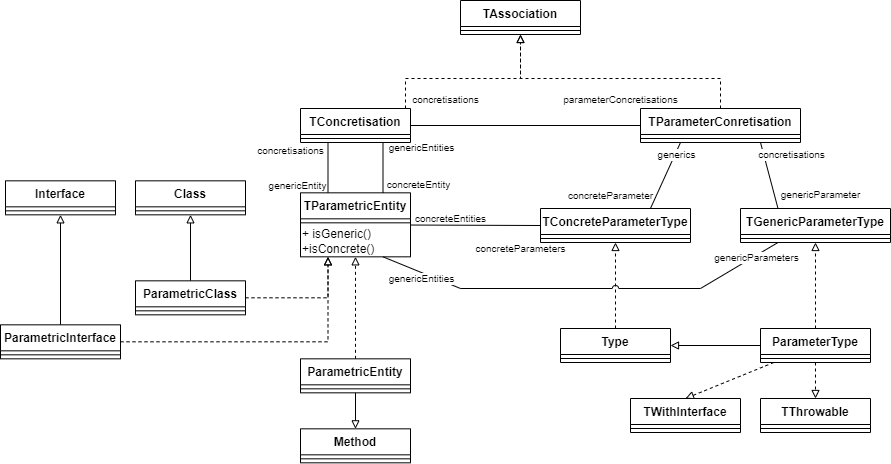 TAssociation
concretisations
parameterConcretisations
TConcretisation
TParameterConretisation
concretisations
genericEntities
generics
concretisations
genericEntity
concreteEntity
Interface
Class
TParametricEntity
concreteParameter
genericParameter
+ isGeneric()
+isConcrete()
concreteEntities
TConcreteParameterType
TGenericParameterType
concreteParameters
genericParameters
genericEntities
ParametricClass
ParametricInterface
Type
ParameterType
ParametricEntity
TWithInterface
TThrowable
Method